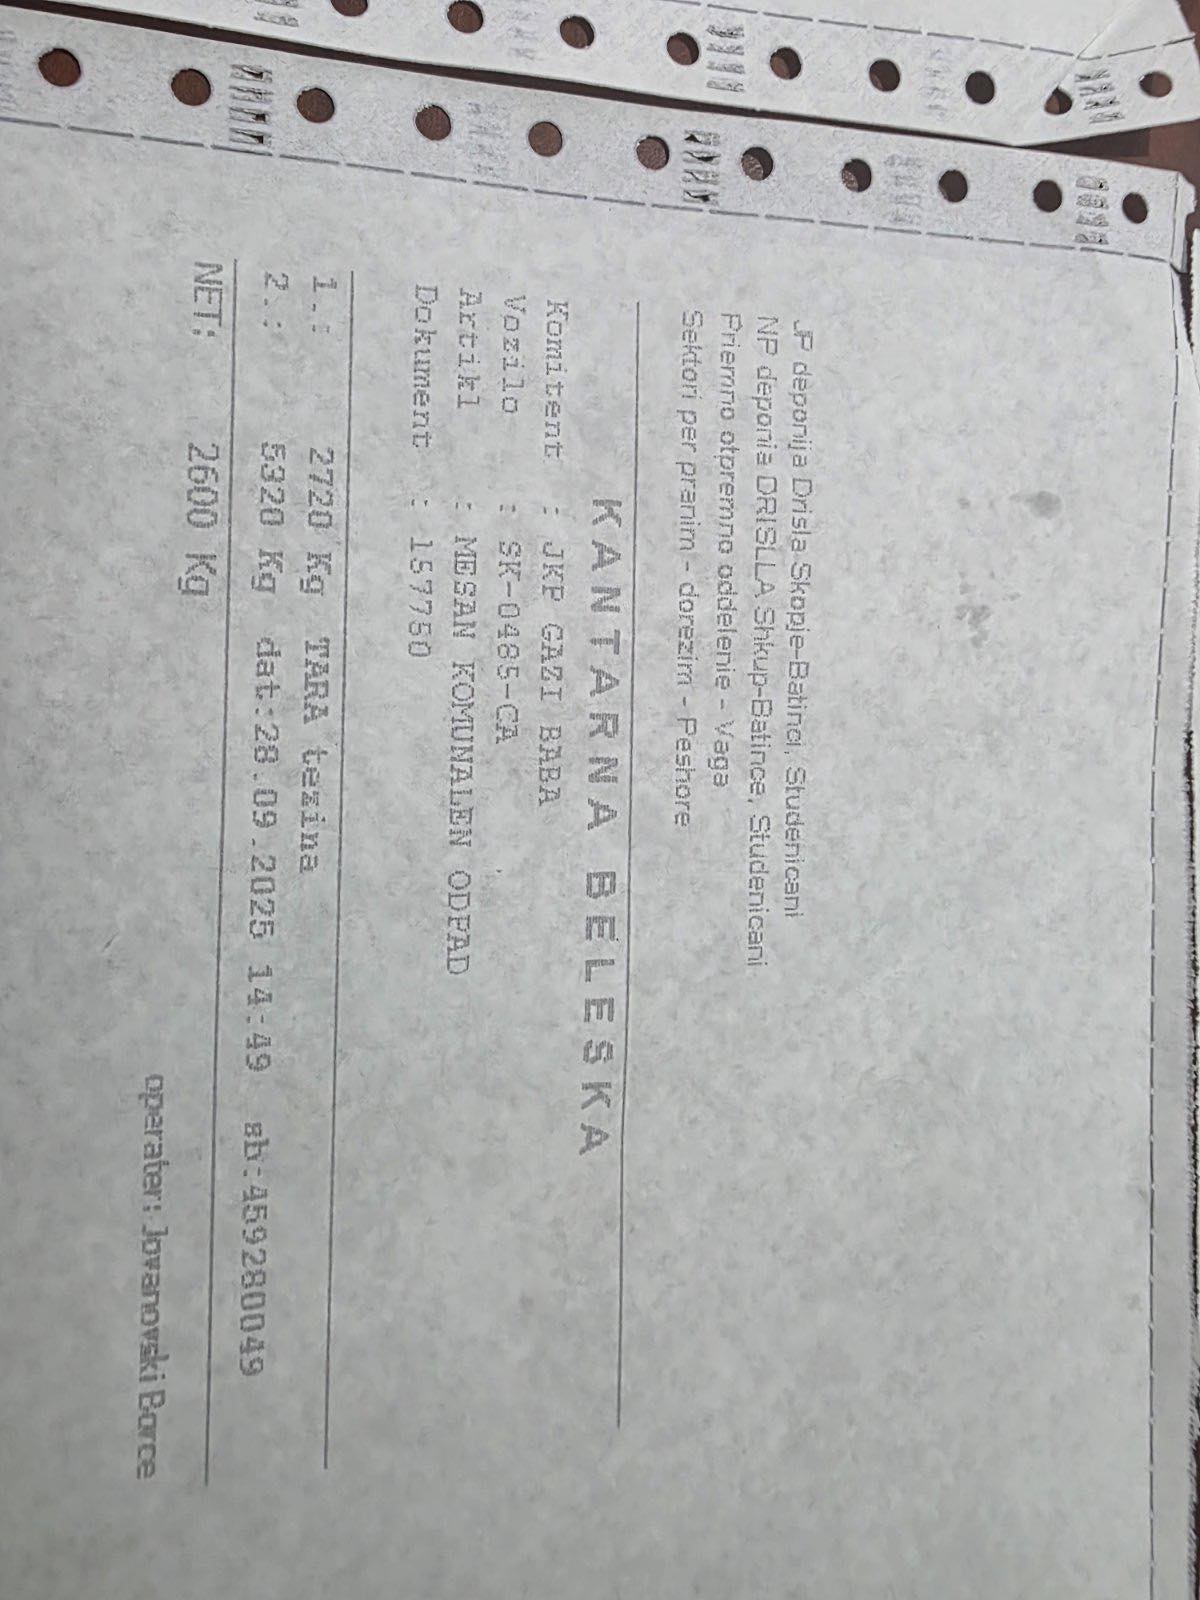 JP deponija Drisla Skopje-Batinci, Studenicani
NP deponia DRISLLA Shkup-Batince, Studenicani
Priemno otpremno oddelenie - Vaga
Sektori per pranim - dorezim - Peshore
KANTARNA BELESKA
Komitent : JKP GAZI BABA
Vozilo : SK-0485-CA
Artikl : MESAN KOMUNALEN ODPAD
Dokument : 157750
1.: 2720 Kg TARA tezina
2.: 5320 Kg dat:28.09.2025 14:49 sb:459280049
NET: 2600 Kg
operater: Jovanovski Borce